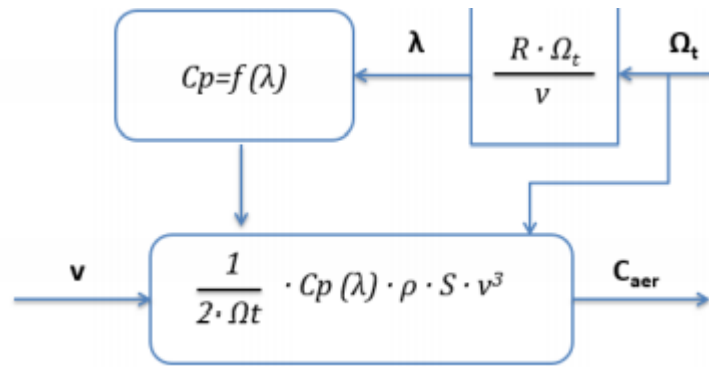 λ
Ωₜ
Cp=f(λ)
R · Ωₜ
v
v
1
2· Ωt
· Cp (λ) · ρ · S · v³
Cₐₑᵣ